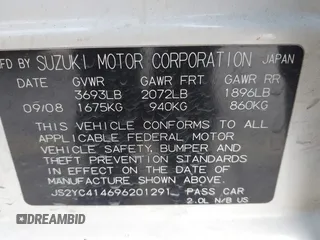 MFD BY SUZUKI MOTOR CORPORATION JAPAN
DATE GVWR GAWR FRT. GAWR RR
3693LB 2072LB 1896LB
09/08 1675KG 940KG 860KG
THIS VEHICLE CONFORMS TO ALL
APPLICABLE FEDERAL MOTOR
VEHICLE SAFETY, BUMPER AND
THEFT PREVENTION STANDARDS
IN EFFECT ON THE DATE OF
MANUFACTURE SHOWN ABOVE.
JS2YC414696201291 PASS CAR
2.0L N/B US
DEALERSHIP